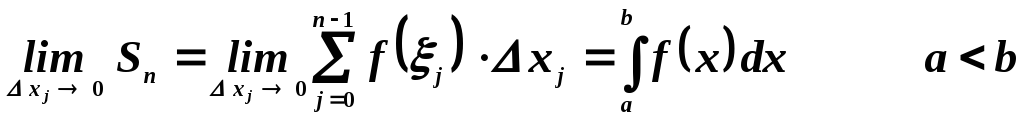 lim_{Δx_j → 0} S_n = lim_{Δx_j → 0} ∑_{j=0}^{n-1} f(ξ_j) · Δx_j = ∫_a^b f(x)dx a < b